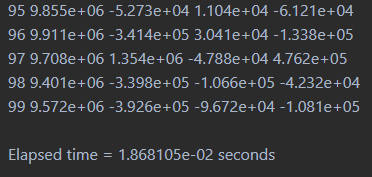 95 9.855e+06 -5.273e+04 1.104e+04 -6.121e+04
96 9.911e+06 -3.414e+05 3.041e+04 -1.338e+05
97 9.708e+06 1.354e+06 -4.788e+04 4.762e+05
98 9.401e+06 -3.398e+05 -1.066e+05 -4.232e+04
99 9.572e+06 -3.926e+05 -9.672e+04 -1.081e+05
Elapsed time = 1.868105e-02 seconds